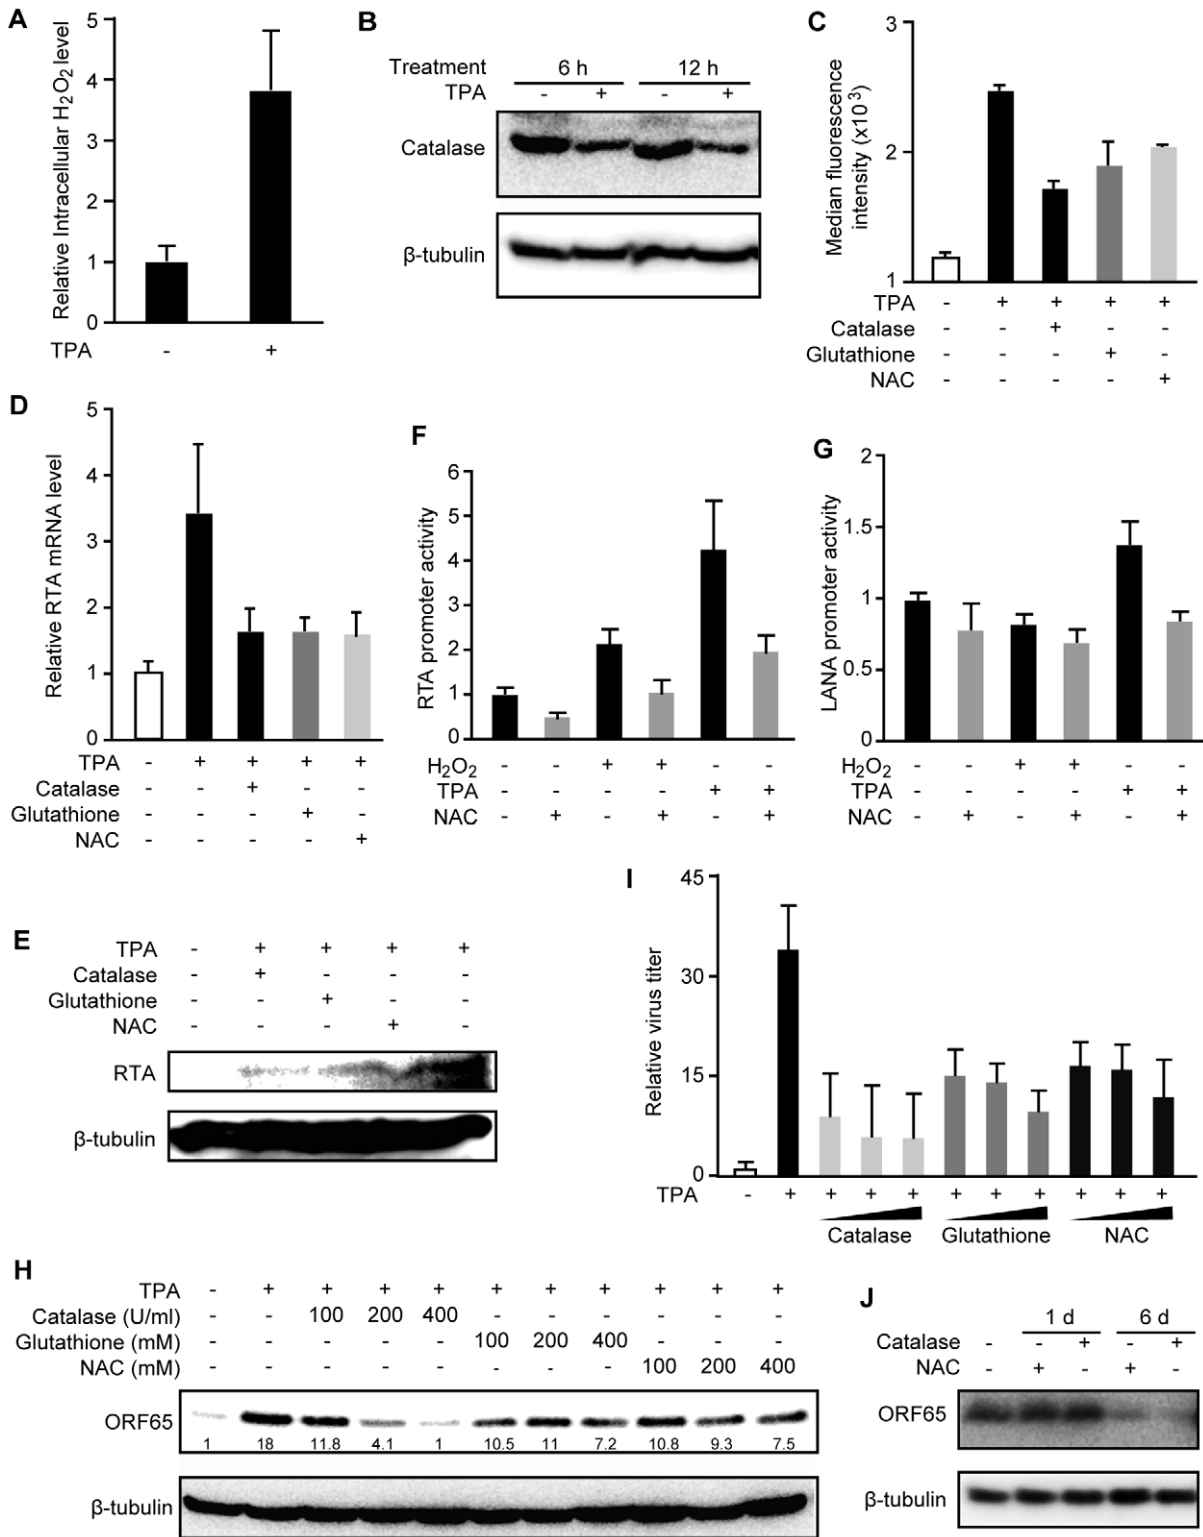 A
Relative Intracellular H2O2 level
5
4
3
2
1
0
TPA - +
B
Treatment 6 h 12 h
TPA - + - +
Catalase
β-tubulin
C
Median fluorescence
intensity (x10³)
3
2
1
TPA - + + + +
Catalase - - + - -
Glutathione - - - + -
NAC - - - - +
D
Relative RTA mRNA level
5
4
3
2
1
0
TPA - + + + +
Catalase - - + - -
Glutathione - - - + -
NAC - - - - +
F
RTA promoter activity
6
5
4
3
2
1
0
H2O2 - - + + - -
TPA - - - - + +
NAC - + - + - +
G
LANA promoter activity
2
1.5
1
0.5
0
H2O2 - - + + - -
TPA - - - - + +
NAC - + - + - +
E
TPA - + + + +
Catalase - + - - -
Glutathione - - + - -
NAC - - - + -
RTA
β-tubulin
I
Relative virus titer
45
30
15
0
TPA - + + + + + + + + + +
Catalase Glutathione NAC
H
TPA - + + + + + + + + + +
Catalase (U/ml) - - 100 200 400 - - - - - -
Glutathione (mM) - - - - - 100 200 400 - - -
NAC (mM) - - - - - - - - 100 200 400
ORF65
1 18 11.8 4.1 1 10.5 11 7.2 10.8 9.3 7.5
β-tubulin
J
1 d 6 d
Catalase - - + - +
NAC - + - + -
ORF65
β-tubulin